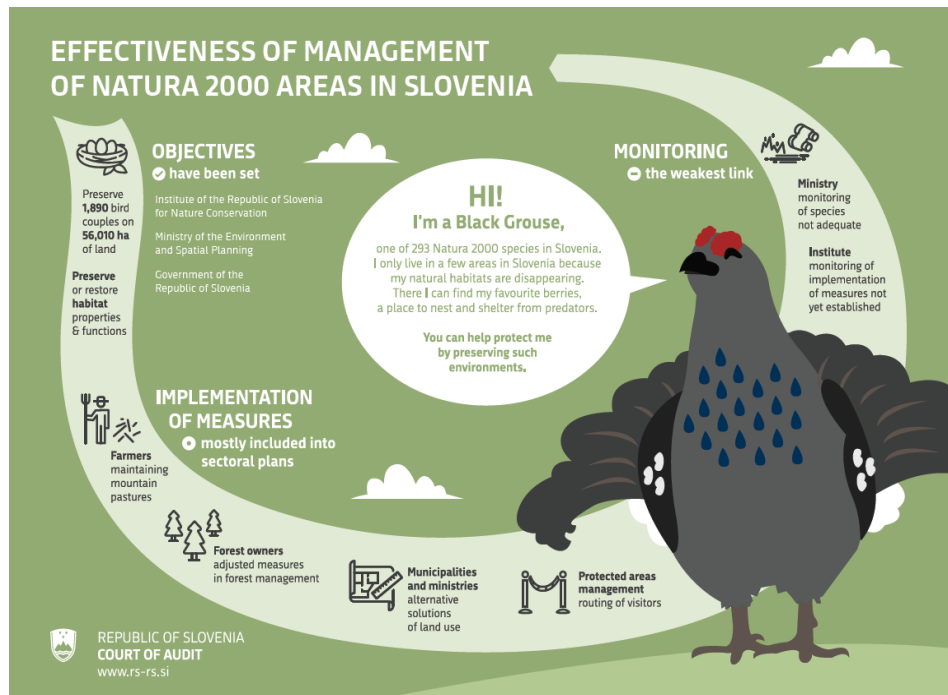 EFFECTIVENESS OF MANAGEMENT
OF NATURA 2000 AREAS IN SLOVENIA
Preserve
1,890 bird
couples on
56,010 ha
of land
Preserve
or restore
habitat
properties
& functions
OBJECTIVES
have been set
Institute of the Republic of Slovenia
for Nature Conservation
Ministry of the Environment
and Spatial Planning
Government of the
Republic of Slovenia
HI!
I'm a Black Grouse,
one of 293 Natura 2000 species in Slovenia.
I only live in a few areas in Slovenia because
my natural habitats are disappearing.
There I can find my favourite berries,
a place to nest and shelter from predators.
You can help protect me
by preserving such
environments.
MONITORING
the weakest link
Ministry
monitoring
of species
not adequate
Institute
monitoring of
implementation
of measures not
yet established
IMPLEMENTATION
OF MEASURES
mostly included into
sectoral plans
Farmers
maintaining
mountain
pastures
Forest owners
adjusted measures
in forest management
Municipalities
and ministries
alternative
solutions
of land use
Protected areas
management
routing of visitors
REPUBLIC OF SLOVENIA
COURT OF AUDIT
www.rs-rs.si